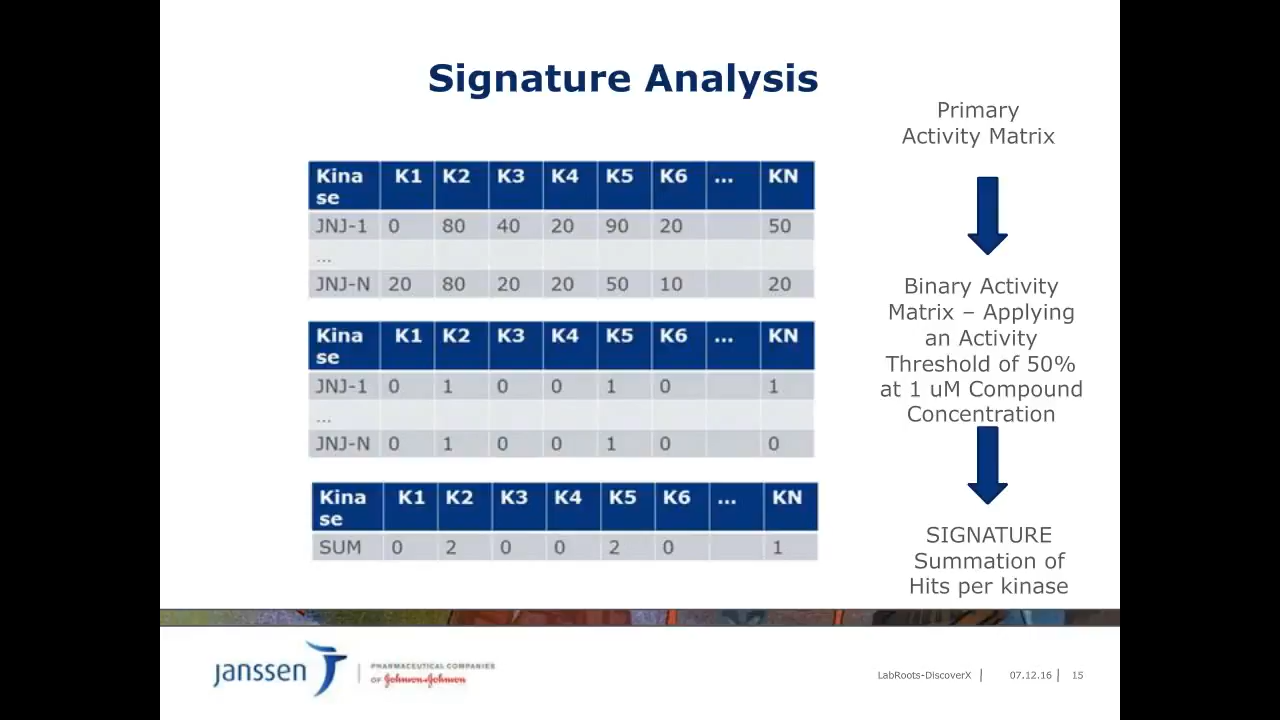 Signature Analysis
Primary
Activity Matrix
Kina
se K1 K2 K3 K4 K5 K6 ... KN
JNJ-1 0 80 40 20 90 20 50
...
JNJ-N 20 80 20 20 50 10 20
Binary Activity
Matrix – Applying
an Activity
Threshold of 50%
at 1 uM Compound
Concentration
Kina
se K1 K2 K3 K4 K5 K6 ... KN
JNJ-1 0 1 0 0 1 0 1
...
JNJ-N 0 1 0 0 1 0 0
Kina
se K1 K2 K3 K4 K5 K6 ... KN
SUM 0 2 0 0 2 0 1
SIGNATURE
Summation of
Hits per kinase
janssen
PHARMACEUTICAL COMPANIES
OF Johnson-Johnson
LabRoots-DiscoverX | 07.12.16 | 15